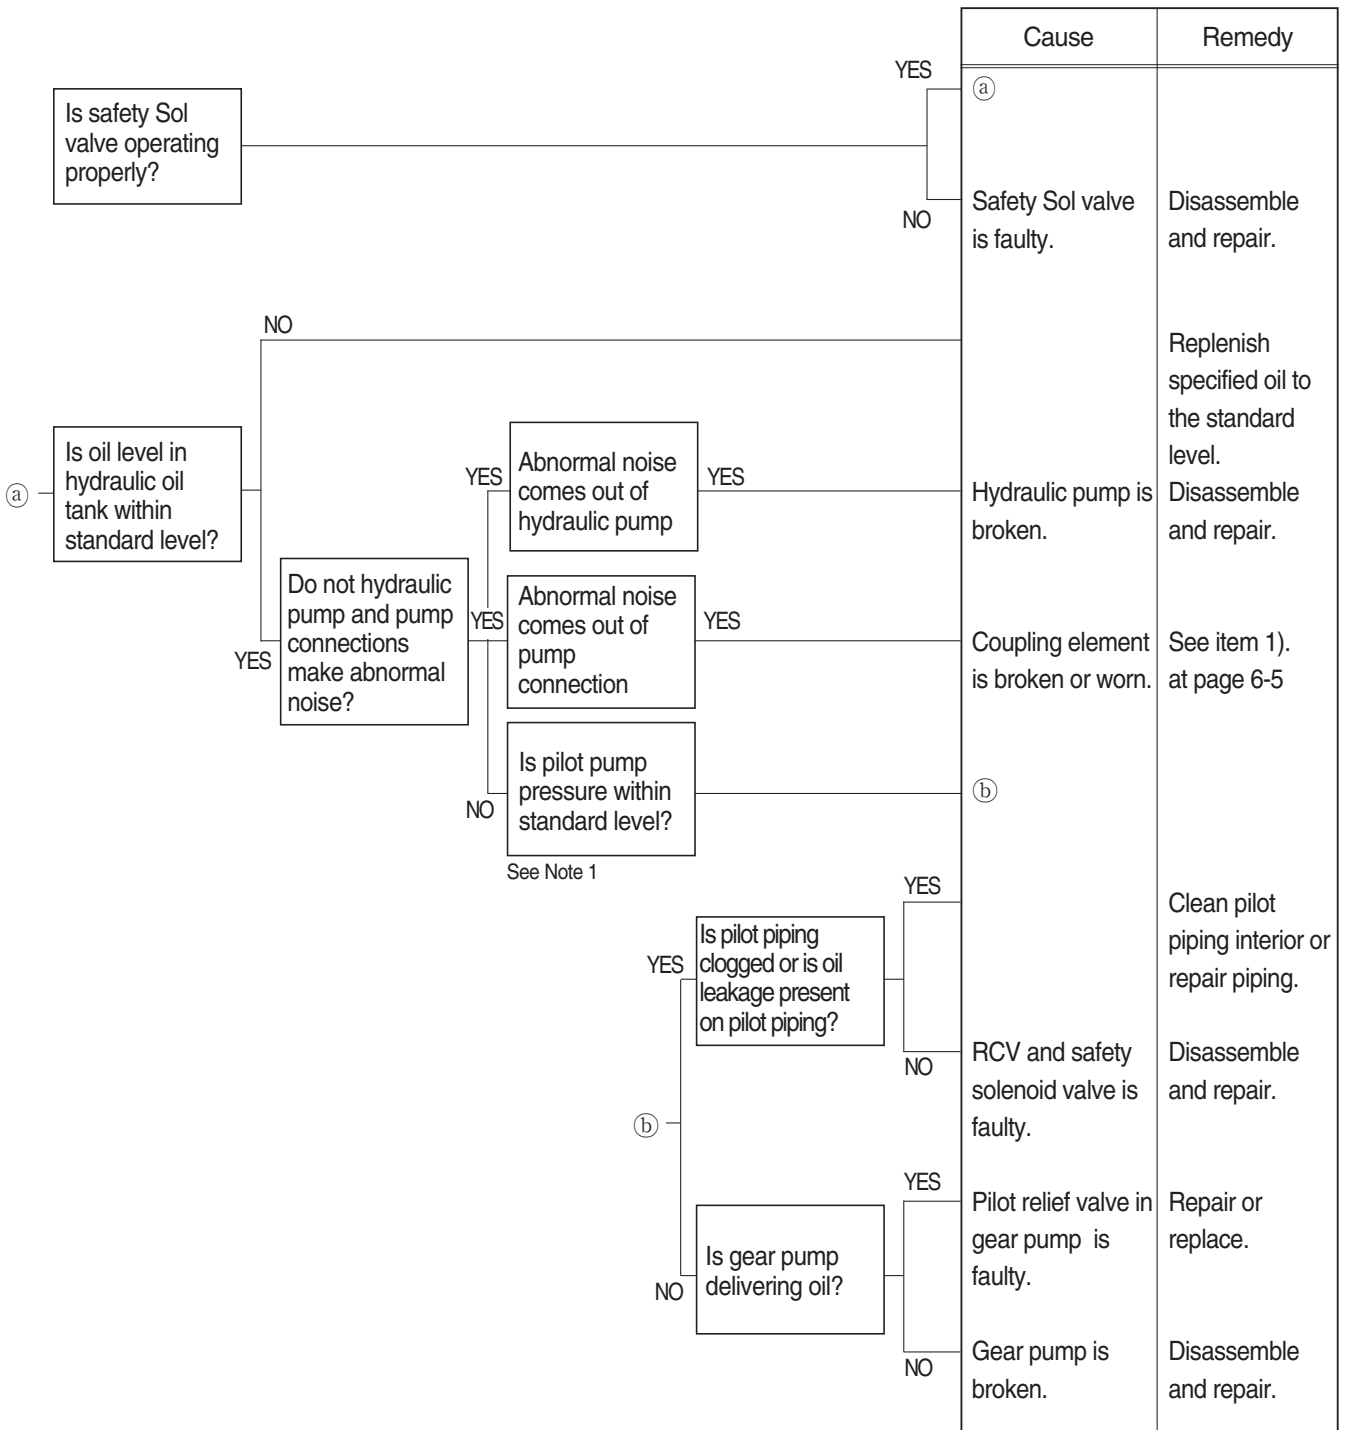 Cause
Remedy
YES
ⓐ
Is safety Sol
valve operating
properly?
NO
Safety Sol valve
is faulty.
Disassemble
and repair.
NO
Replenish
specified oil to
the standard
level.
ⓐ
Is oil level in
hydraulic oil
tank within
standard level?
YES
Do not hydraulic
pump and pump
connections
make abnormal
noise?
YES
Abnormal noise
comes out of
hydraulic pump
YES
Hydraulic pump is
broken.
Disassemble
and repair.
YES
Abnormal noise
comes out of
pump
connection
YES
Coupling element
is broken or worn.
See item 1).
at page 6-5
NO
Is pilot pump
pressure within
standard level?
See Note 1
ⓑ
ⓑ
YES
Is pilot piping
clogged or is oil
leakage present
on pilot piping?
YES
Clean pilot
piping interior or
repair piping.
NO
RCV and safety
solenoid valve is
faulty.
Disassemble
and repair.
NO
Is gear pump
delivering oil?
YES
Pilot relief valve in
gear pump is
faulty.
Repair or
replace.
NO
Gear pump is
broken.
Disassemble
and repair.